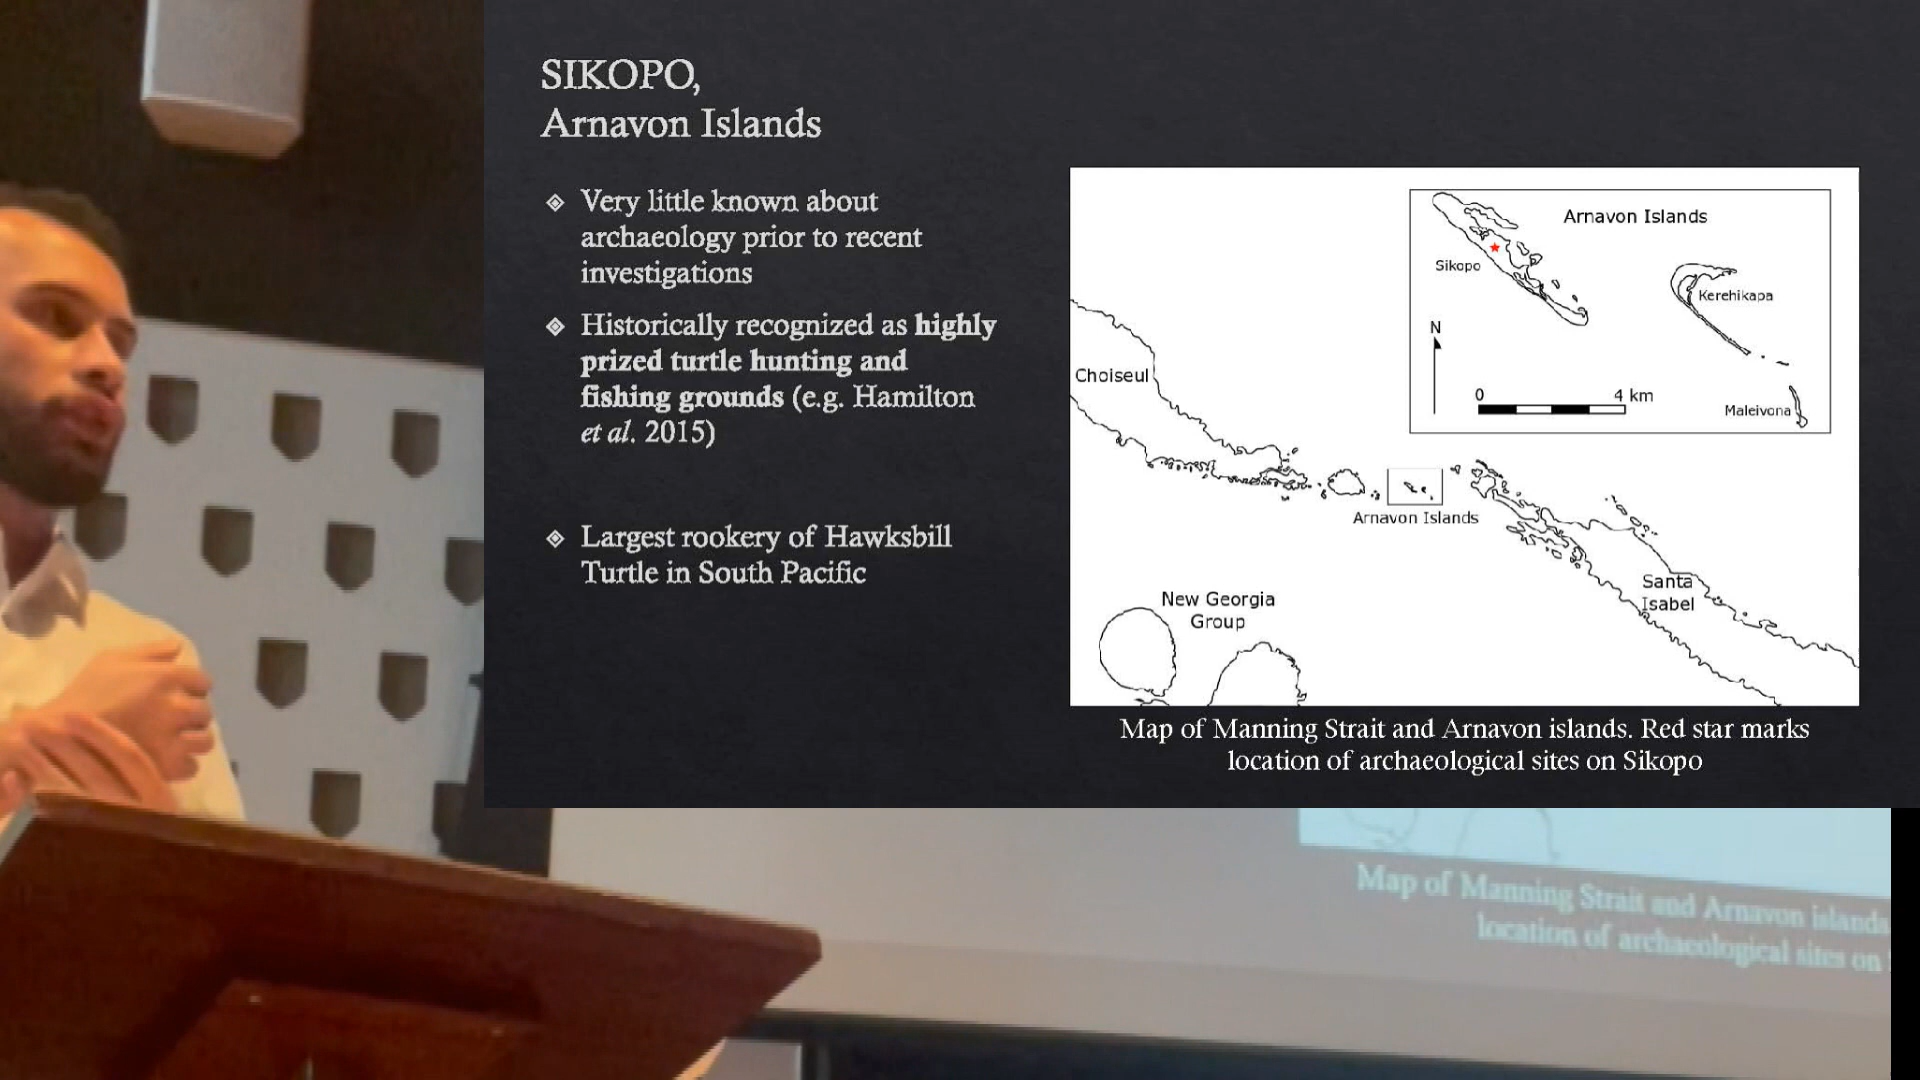 SIKOPO,
Arnavon Islands
Very little known about
archaeology prior to recent
investigations
Historically recognized as highly
prized turtle hunting and
fishing grounds (e.g. Hamilton
et al. 2015)
Largest rookery of Hawksbill
Turtle in South Pacific
Arnavon Islands
Sikopo
Kerehikapa
N
0 4 km
Maleivona
Choiseul
Arnavon Islands
Santa
Isabel
New Georgia
Group
Map of Manning Strait and Arnavon islands. Red star marks
location of archaeological sites on Sikopo
Map of Manning Strait and Arnavon islands
location of archaeological sites on